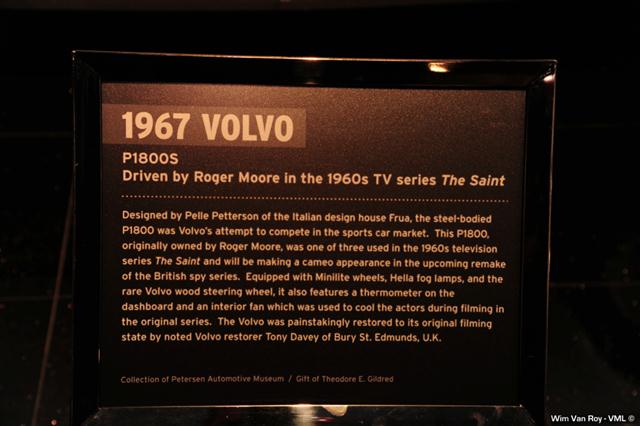 1967 VOLVO
P1800S
Driven by Roger Moore in the 1960s TV series The Saint
Designed by Pelle Petterson of the Italian design house Frua, the steel-bodied
P1800 was Volvo's attempt to compete in the sports car market. This P1800,
originally owned by Roger Moore, was one of three used in the 1960s television
series The Saint and will be making a cameo appearance in the upcoming remake
of the British spy series. Equipped with Minilite wheels, Hella fog lamps, and the
rare Volvo wood steering wheel, it also features a thermometer on the
dashboard and an interior fan which was used to cool the actors during filming in
the original series. The Volvo was painstakingly restored to its original filming
state by noted Volvo restorer Tony Davey of Bury St. Edmunds, U.K.
Collection of Petersen Automotive Museum / Gift of Theodore E. Gildred
Wim Van Roy - VML ©